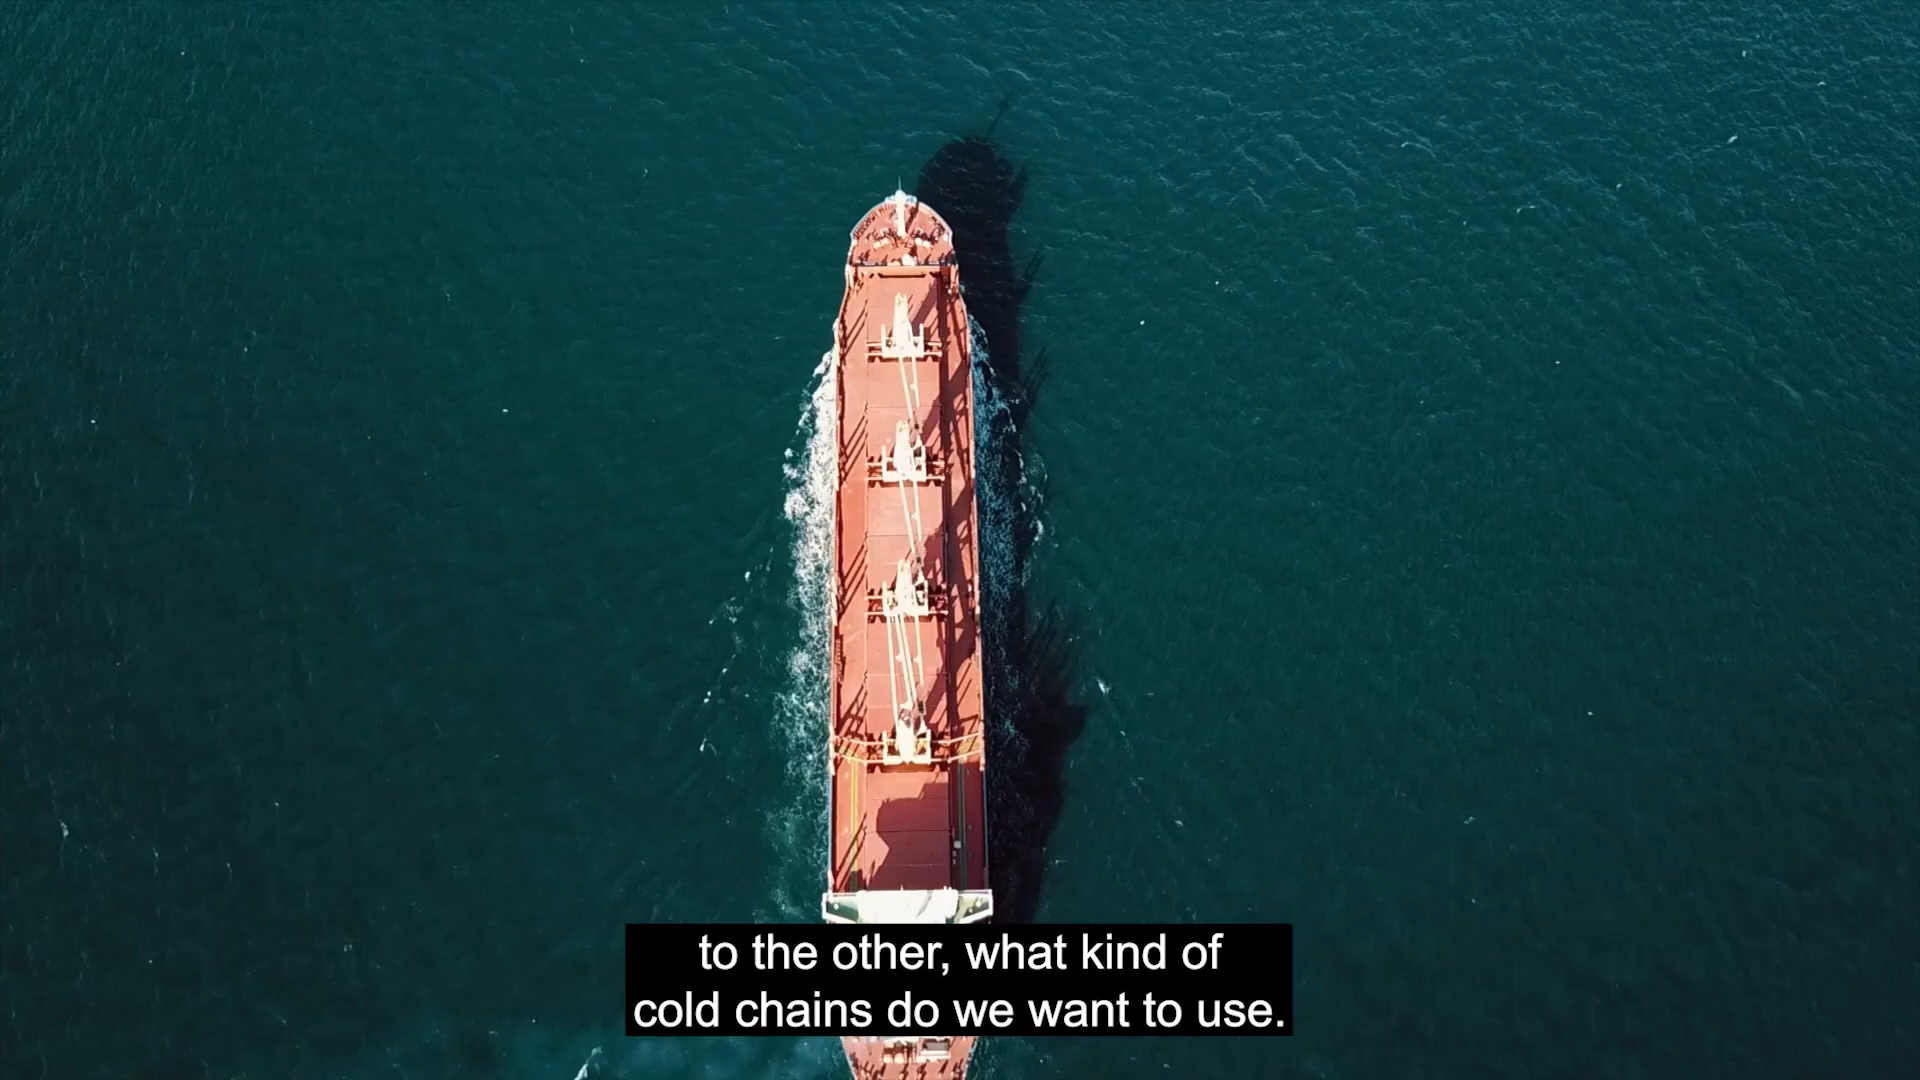 to the other, what kind of
cold chains do we want to use.